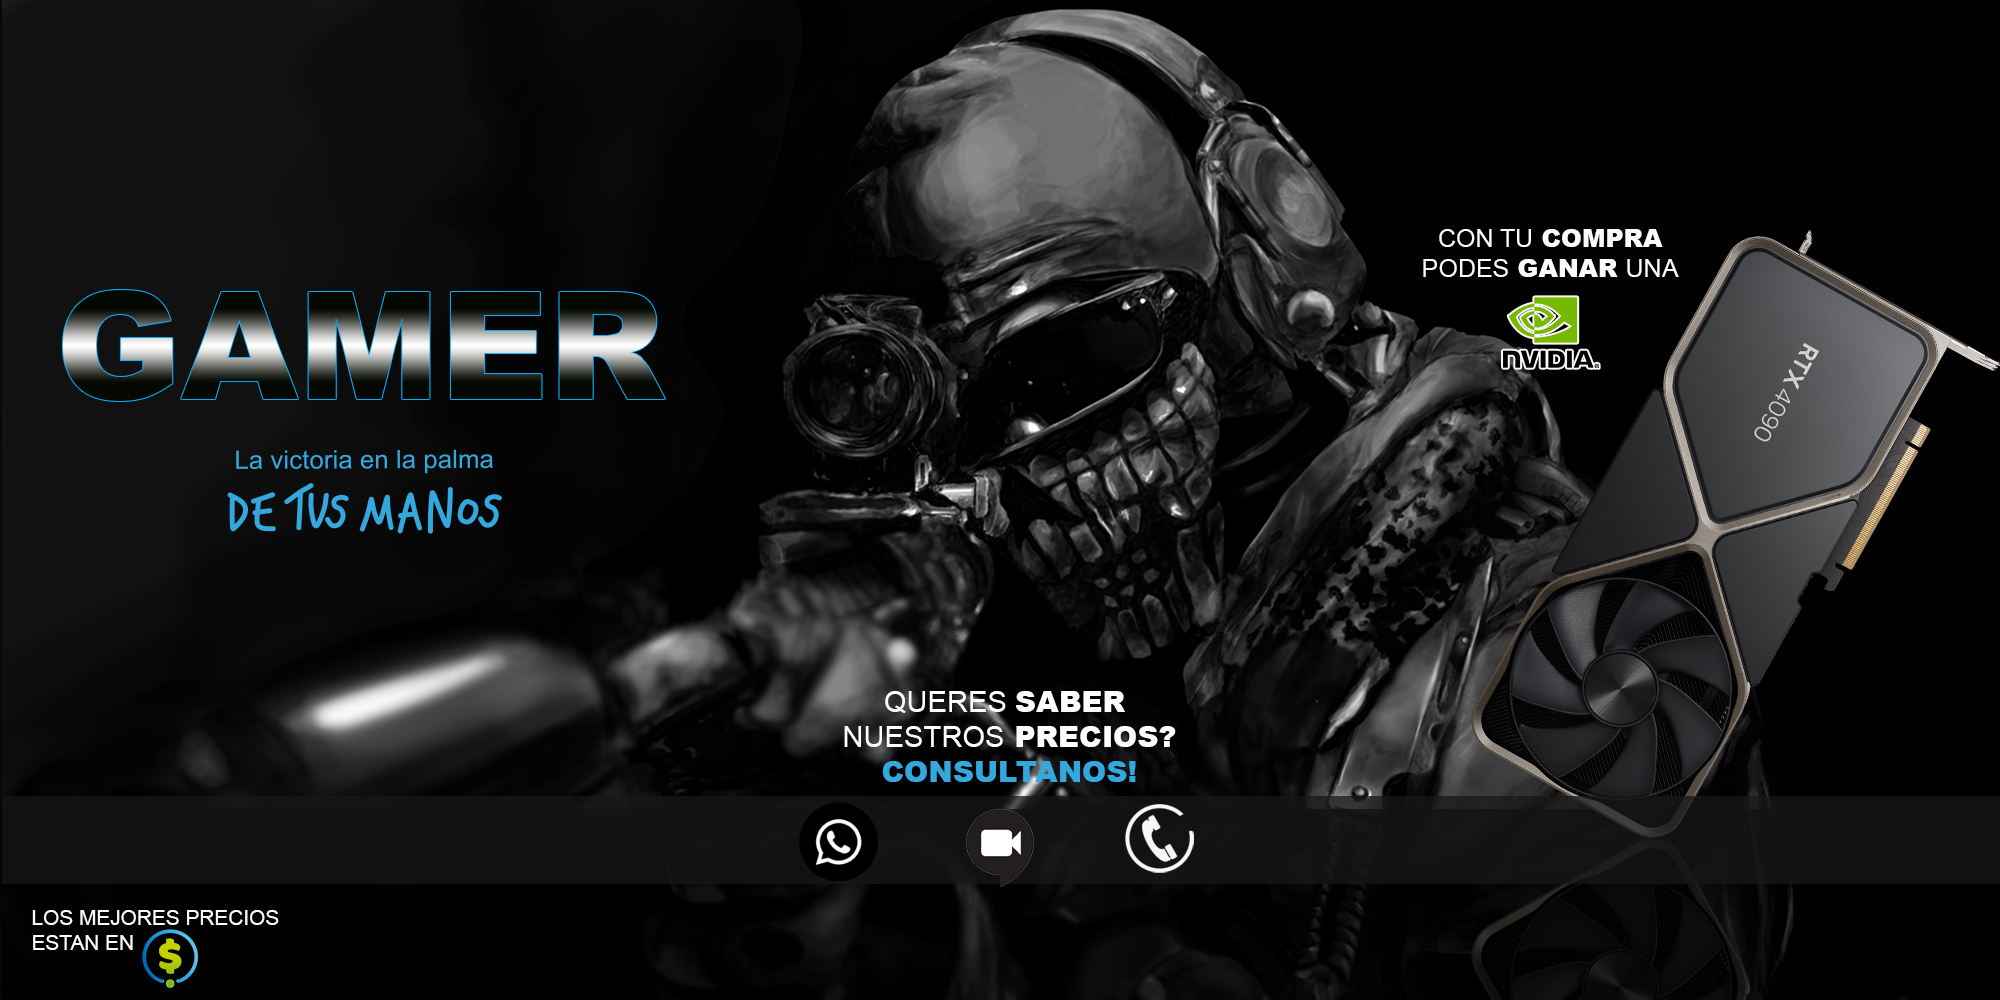 GAMER
La victoria en la palma
DE TUS MANOS
CON TU COMPRA
PODES GANAR UNA
NVIDIA.
RTX 4090
QUERES SABER
NUESTROS PRECIOS?
CONSULTANOS!
LOS MEJORES PRECIOS
ESTAN EN
$